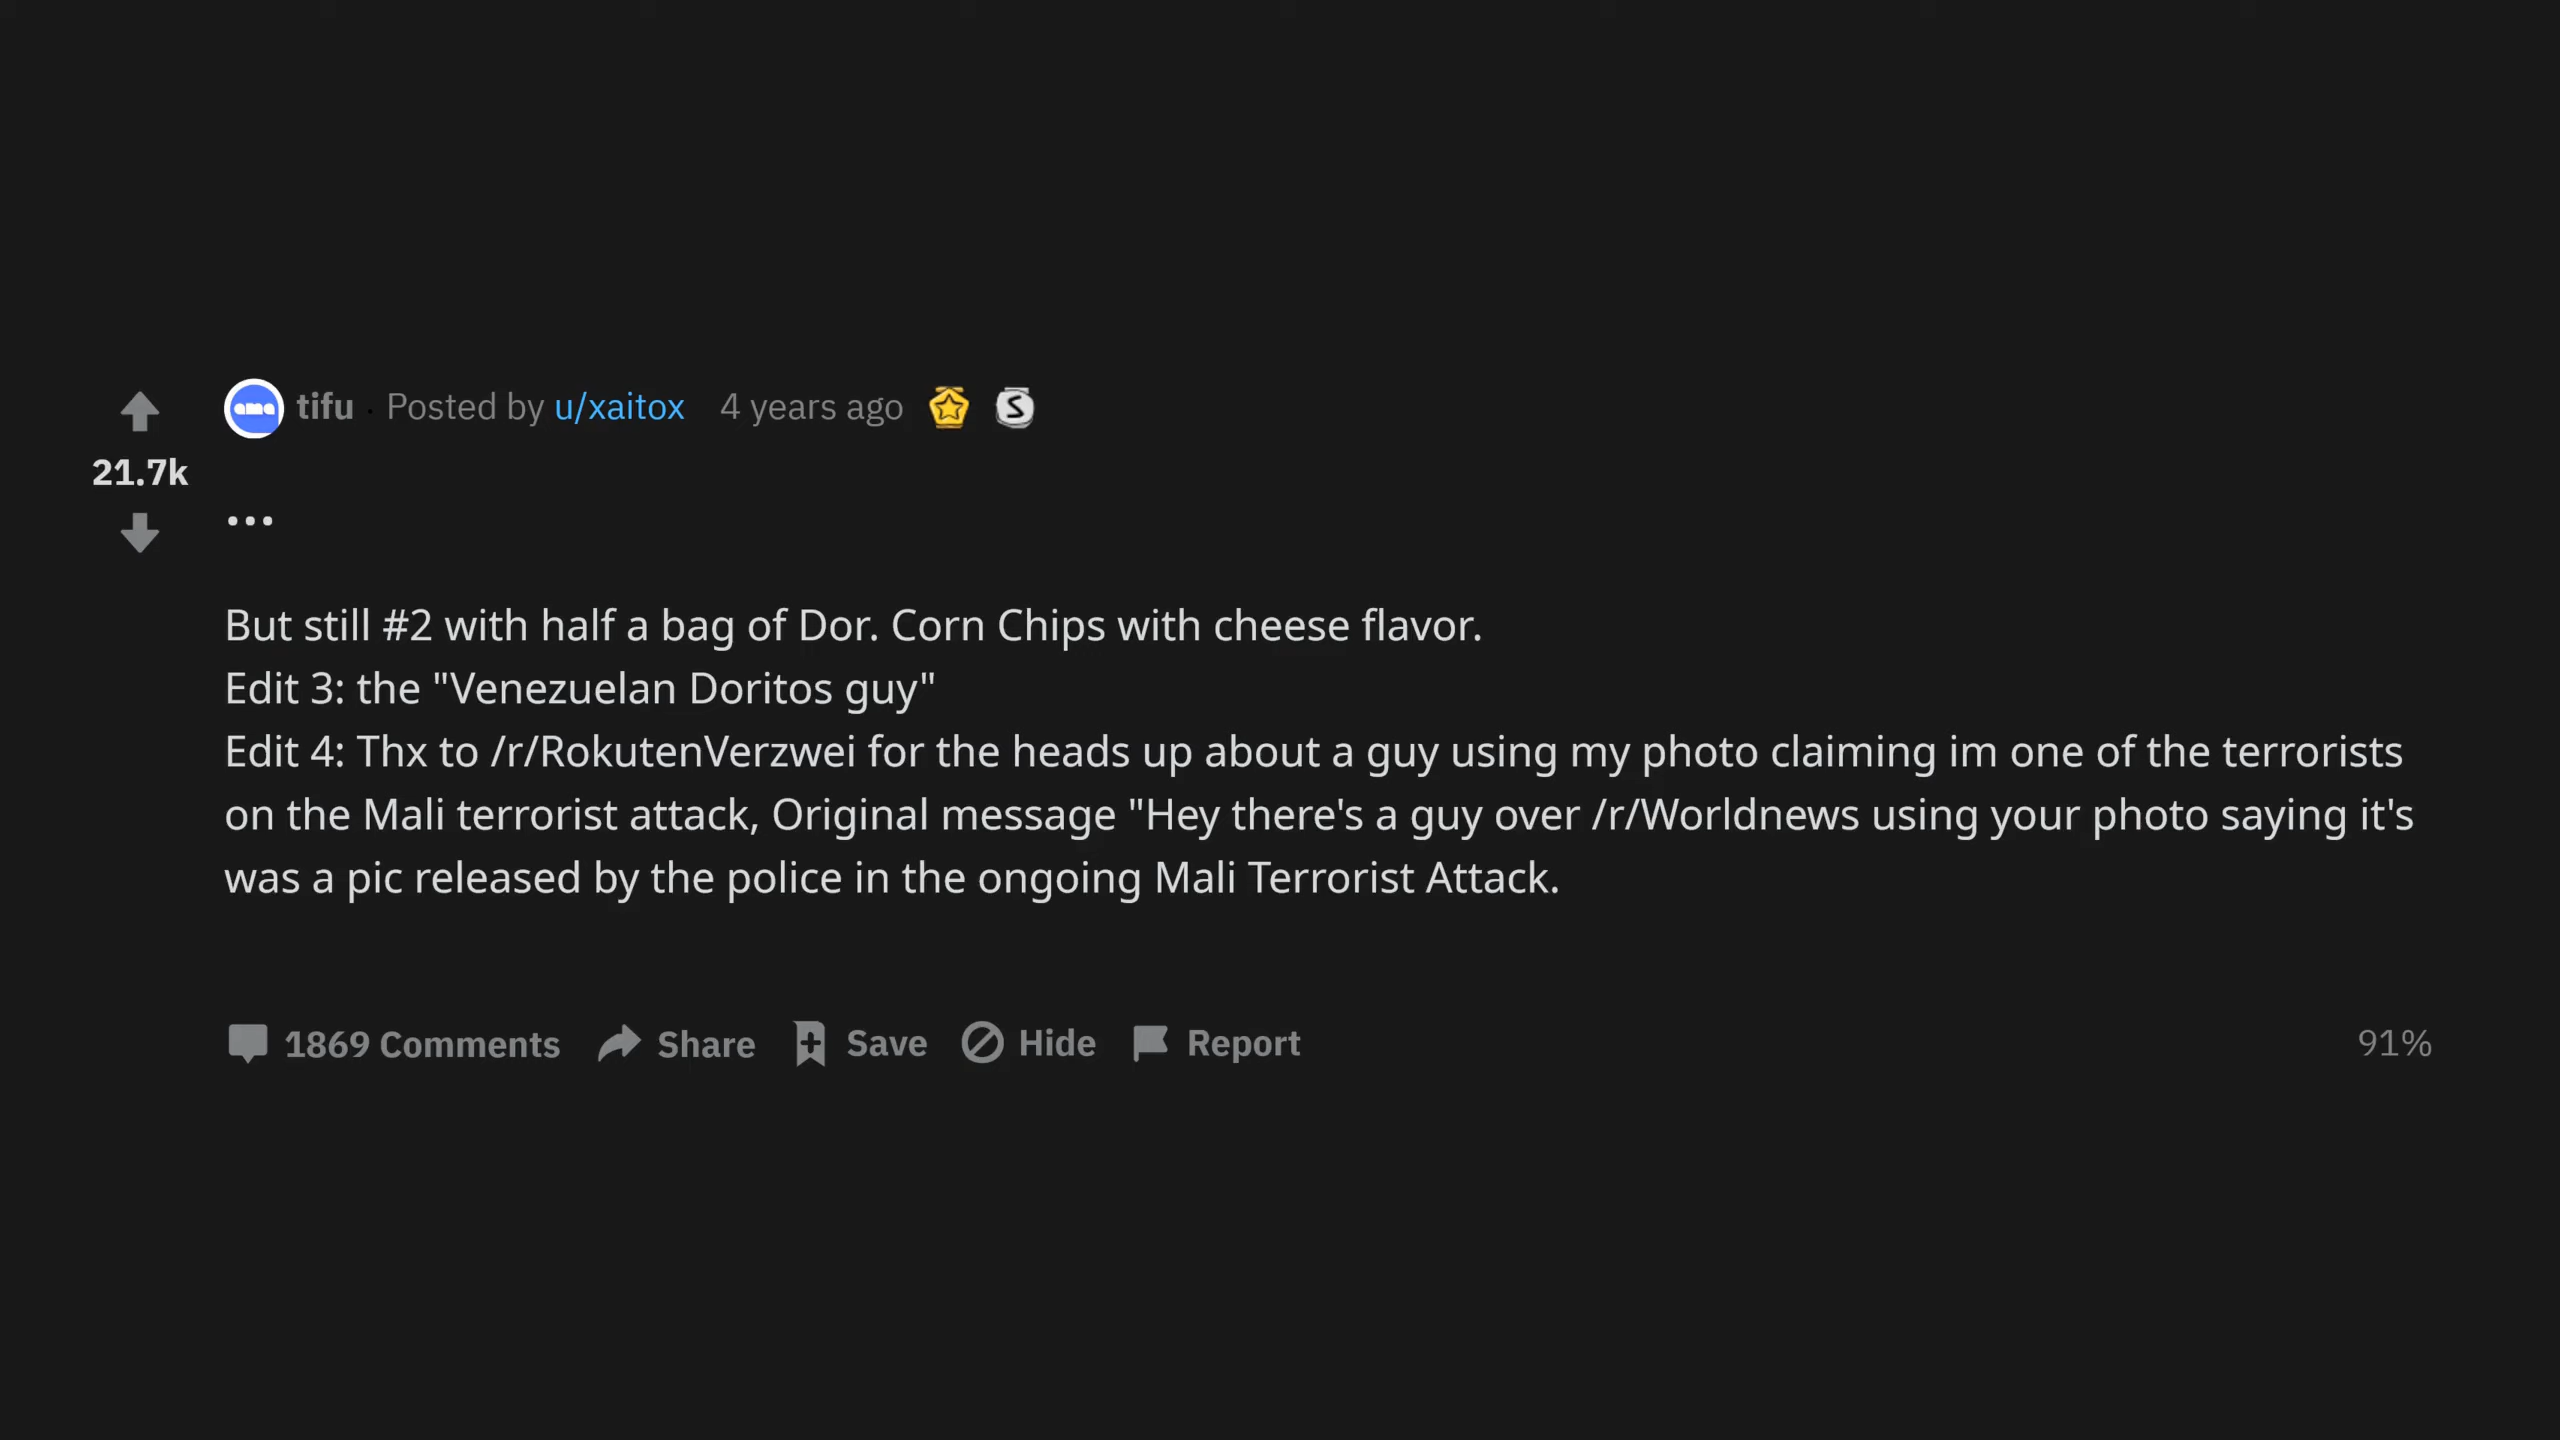 ama tifu · Posted by u/xaitox 4 years ago
21.7k
...
But still #2 with half a bag of Dor. Corn Chips with cheese flavor.
Edit 3: the "Venezuelan Doritos guy"
Edit 4: Thx to /r/RokutenVerzwei for the heads up about a guy using my photo claiming im one of the terrorists
on the Mali terrorist attack, Original message "Hey there's a guy over /r/Worldnews using your photo saying it's
was a pic released by the police in the ongoing Mali Terrorist Attack.
1869 Comments Share Save Hide Report 91%